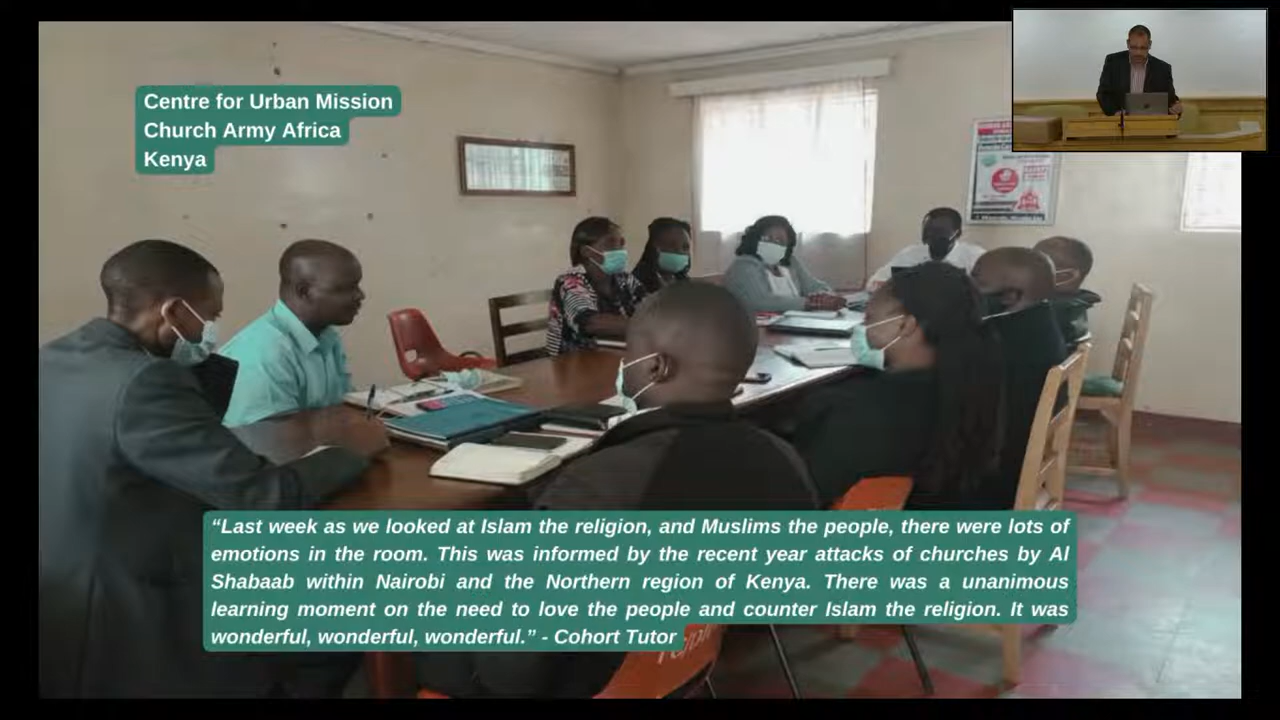 Centre for Urban Mission
Church Army Africa
Kenya
“Last week as we looked at Islam the religion, and Muslims the people, there were lots of
emotions in the room. This was informed by the recent year attacks of churches by Al
Shabaab within Nairobi and the Northern region of Kenya. There was a unanimous
learning moment on the need to love the people and counter Islam the religion. It was
wonderful, wonderful, wonderful.” - Cohort Tutor